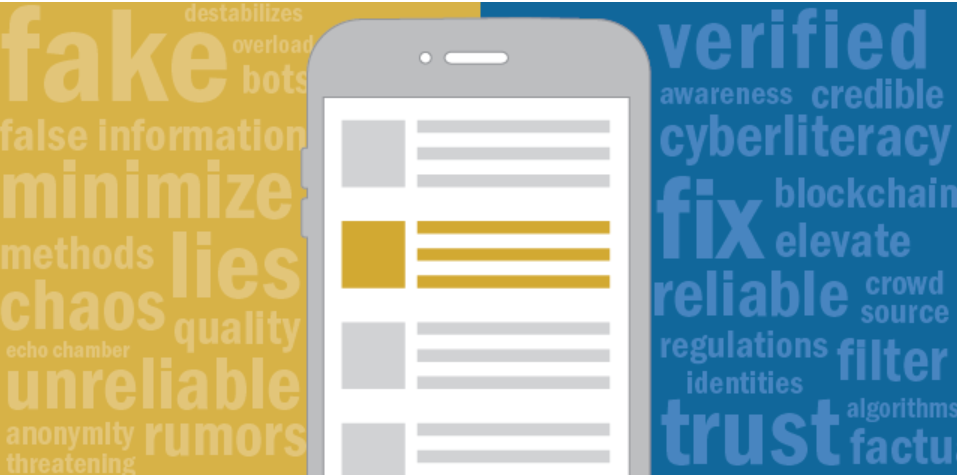 destabilizes
fake
overload
bots
false information
minimize
methods
lies
chaos
quality
echo chamber
unreliable
anonymity
rumors
threatening
verified
awareness credible
cyberliteracy
fix
blockchain
elevate
reliable
crowd
source
regulations
filter
identities
trust
algorithms
factu